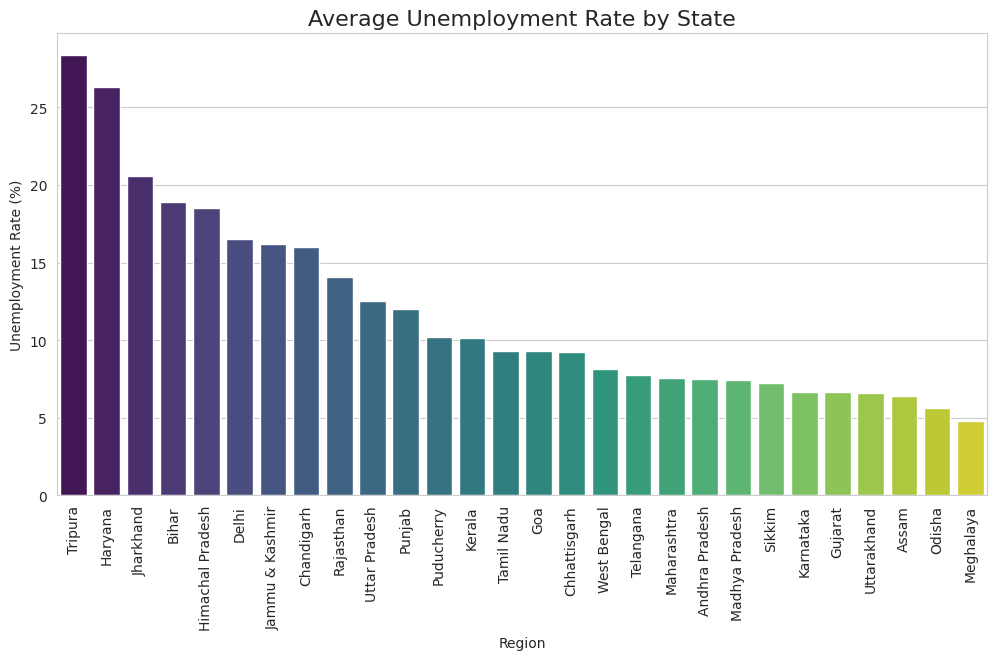 Average Unemployment Rate by State
Unemployment Rate (%)
25
20
15
10
5
0
Tripura
Haryana
Jharkhand
Bihar
Himachal Pradesh
Delhi
Jammu & Kashmir
Chandigarh
Rajasthan
Uttar Pradesh
Punjab
Puducherry
Kerala
Tamil Nadu
Goa
Chhattisgarh
West Bengal
Telangana
Maharashtra
Andhra Pradesh
Madhya Pradesh
Sikkim
Karnataka
Gujarat
Uttarakhand
Assam
Odisha
Meghalaya
Region